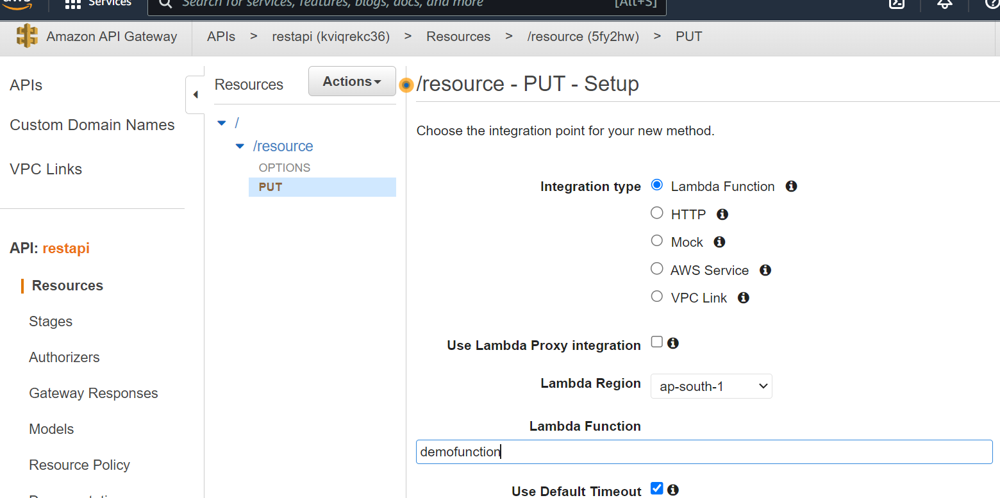 aws
Services
Search for services, features, blogs, docs, and more
[Alt+S]
Amazon API Gateway
APIs > restapi (kviqrekc36) > Resources > /resource (5fy2hw) > PUT
APIs
Custom Domain Names
VPC Links
API: restapi
Resources
Stages
Authorizers
Gateway Responses
Models
Resource Policy
Resources
Actions
/
/resource
OPTIONS
PUT
/resource - PUT - Setup
Choose the integration point for your new method.
Integration type
Lambda Function
HTTP
Mock
AWS Service
VPC Link
Use Lambda Proxy integration
Lambda Region
ap-south-1
Lambda Function
demofunction
Use Default Timeout